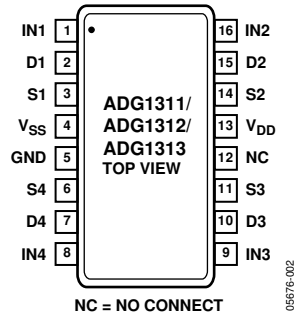 IN1 1 16 IN2
D1 2 15 D2
S1 3 14 S2
VSS 4 13 VDD
GND 5 12 NC
S4 6 11 S3
D4 7 10 D3
IN4 8 9 IN3
ADG1311/
ADG1312/
ADG1313
TOP VIEW
NC = NO CONNECT
05676-002